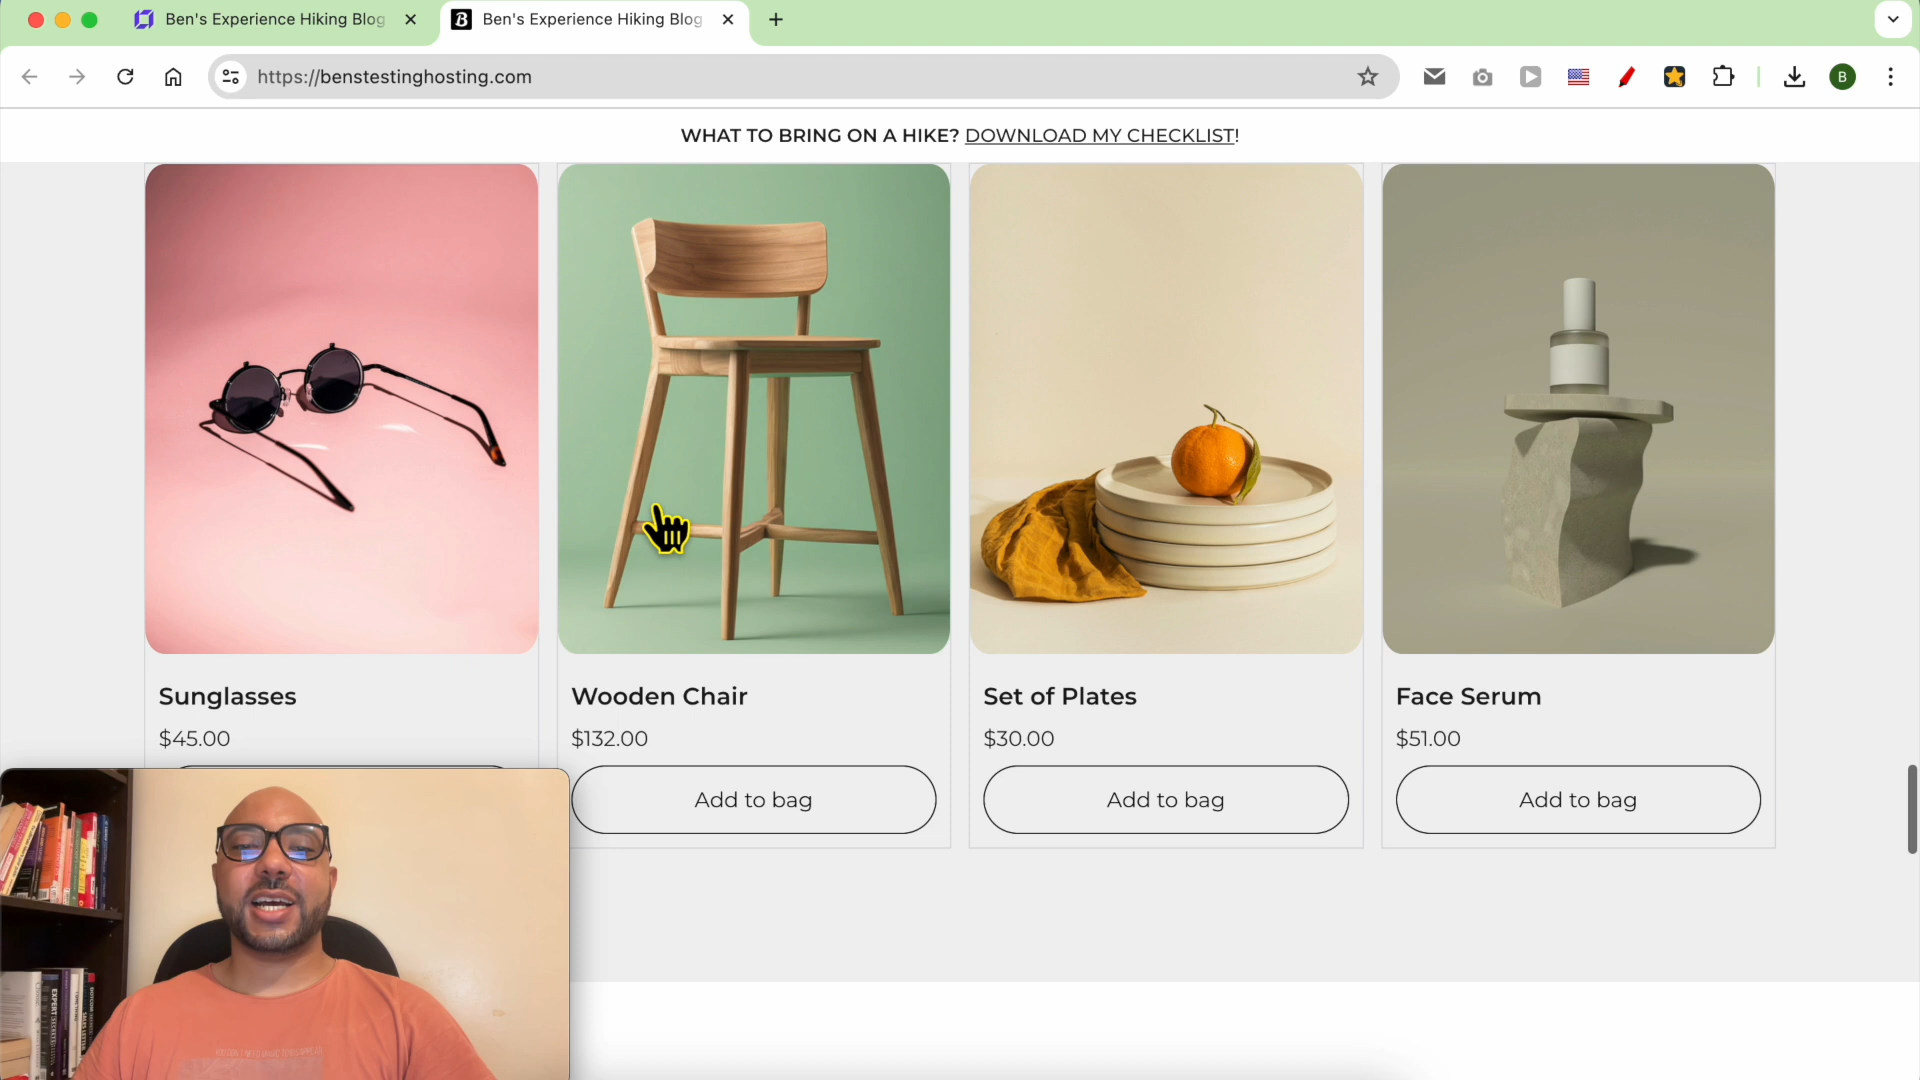 Ben's Experience Hiking Blog
Ben's Experience Hiking Blog
https://benstestinghosting.com
B
WHAT TO BRING ON A HIKE? DOWNLOAD MY CHECKLIST!
Sunglasses
Wooden Chair
Set of Plates
Face Serum
$45.00
$132.00
$30.00
$51.00
Add to bag
Add to bag
Add to bag
EXPERT